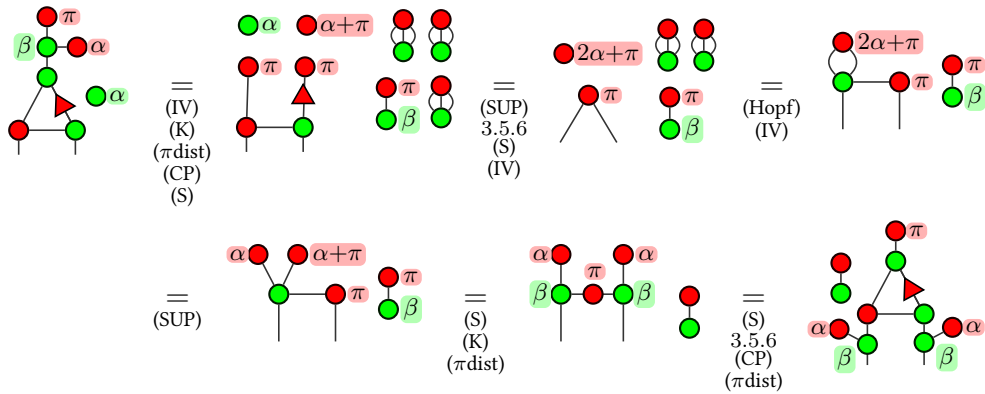 π
β α
α
=
(IV)
(K)
(πdist)
(CP)
(S)
α α+π
π π
π
β
=
(SUP)
3.5.6
(S)
(IV)
2α+π
π π
β
=
(Hopf)
(IV)
2α+π
π π
β
=
(SUP)
α α+π
π π
β
=
(S)
(K)
(πdist)
α α
π
β β
=
(S)
3.5.6
(CP)
(πdist)
π
α α
β β